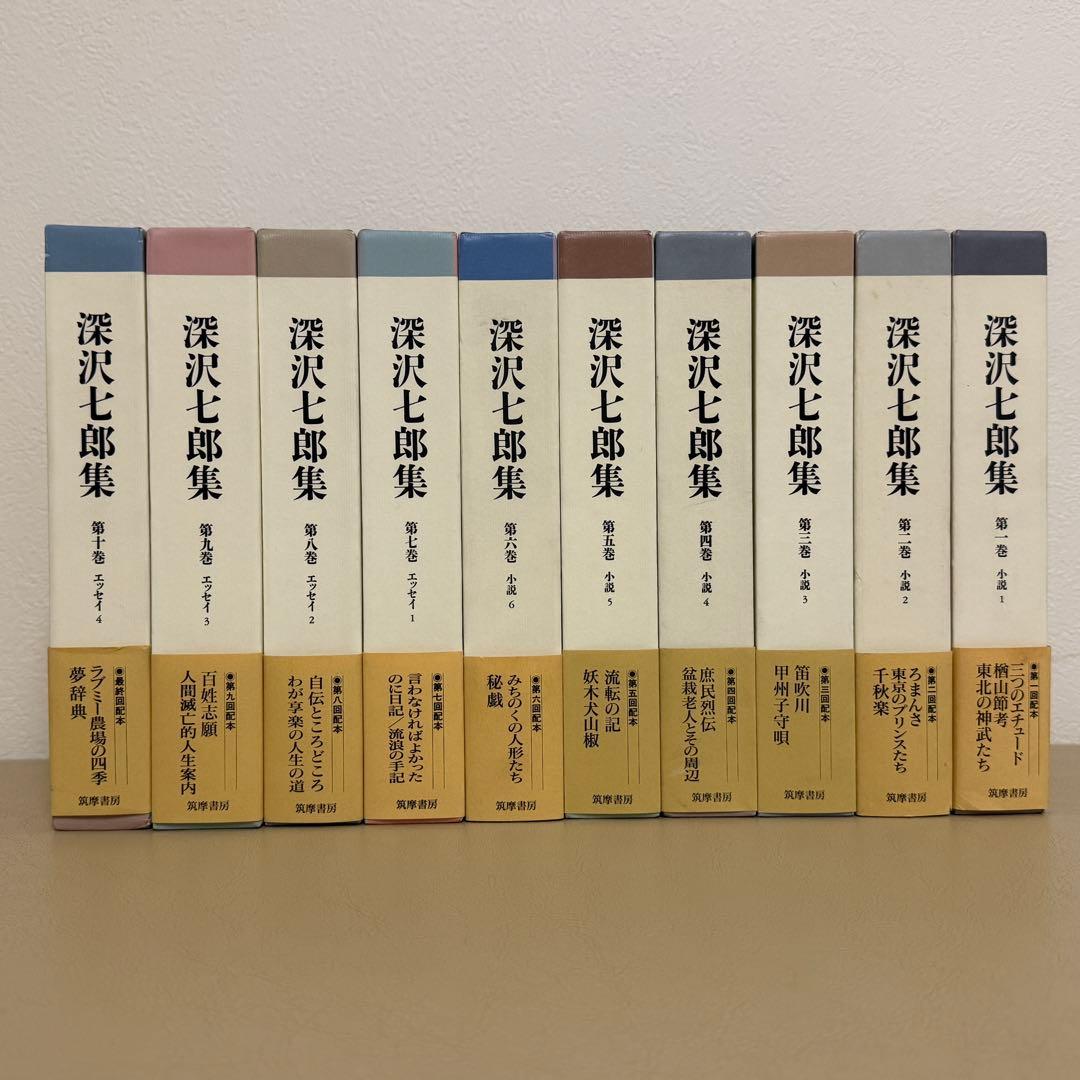 深沢七郎集
第一巻 小説1
●第一回配本
三つのエチュード
楢山節考
東北の神武たち
筑摩書房
深沢七郎集
第二巻 小説2
●第二回配本
ろまんさ
東京のプリンスたち
千秋楽
筑摩書房
深沢七郎集
第三巻 小説3
●第三回配本
笛吹川
甲州子守唄
筑摩書房
深沢七郎集
第四巻 小説4
●第四回配本
庶民烈伝
盆栽老人とその周辺
筑摩書房
深沢七郎集
第五巻 小説5
●第五回配本
流転の記
妖木犬山椒
筑摩書房
深沢七郎集
第六巻 小説6
●第六回配本
みちのくの人形たち
秘戯
筑摩書房
深沢七郎集
第七巻 エッセイ1
●第七回配本
言わなければよかった
のに日記/流浪の手記
筑摩書房
深沢七郎集
第八巻 エッセイ2
●第八回配本
自伝ところどころ
わが享楽の人生の道
筑摩書房
深沢七郎集
第九巻 エッセイ3
●第九回配本
百姓志願
人間滅亡的人生案内
筑摩書房
深沢七郎集
第十巻 エッセイ4
●最終回配本
ラブミー農場の四季
夢辞典
筑摩書房